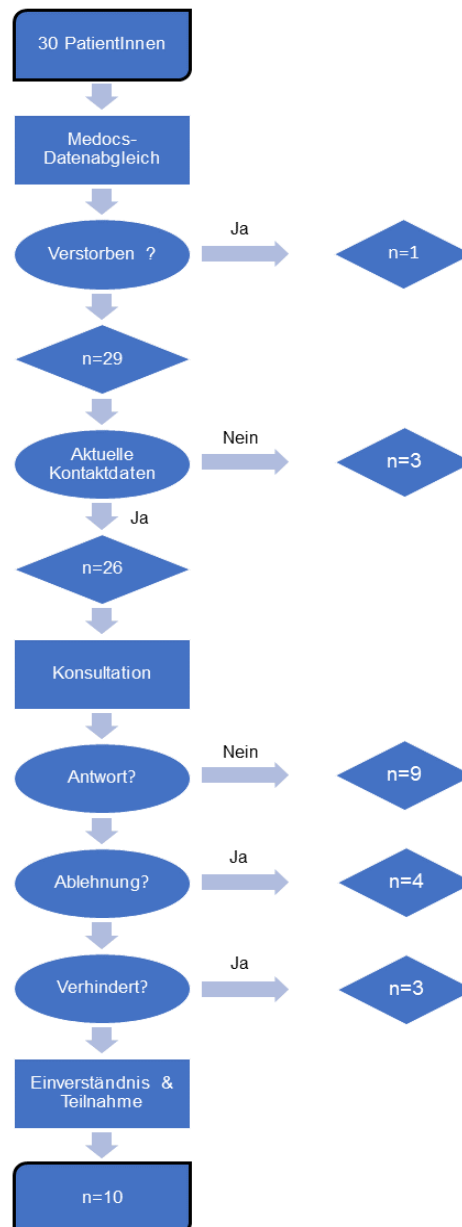 30 PatientInnen
Medocs-
Datenabgleich
Verstorben ?
Ja
n=1
n=29
Aktuelle
Kontaktdaten
Nein
n=3
Ja
n=26
Konsultation
Antwort?
Nein
n=9
Ablehnung?
Ja
n=4
Verhindert?
Ja
n=3
Einverständnis &
Teilnahme
n=10